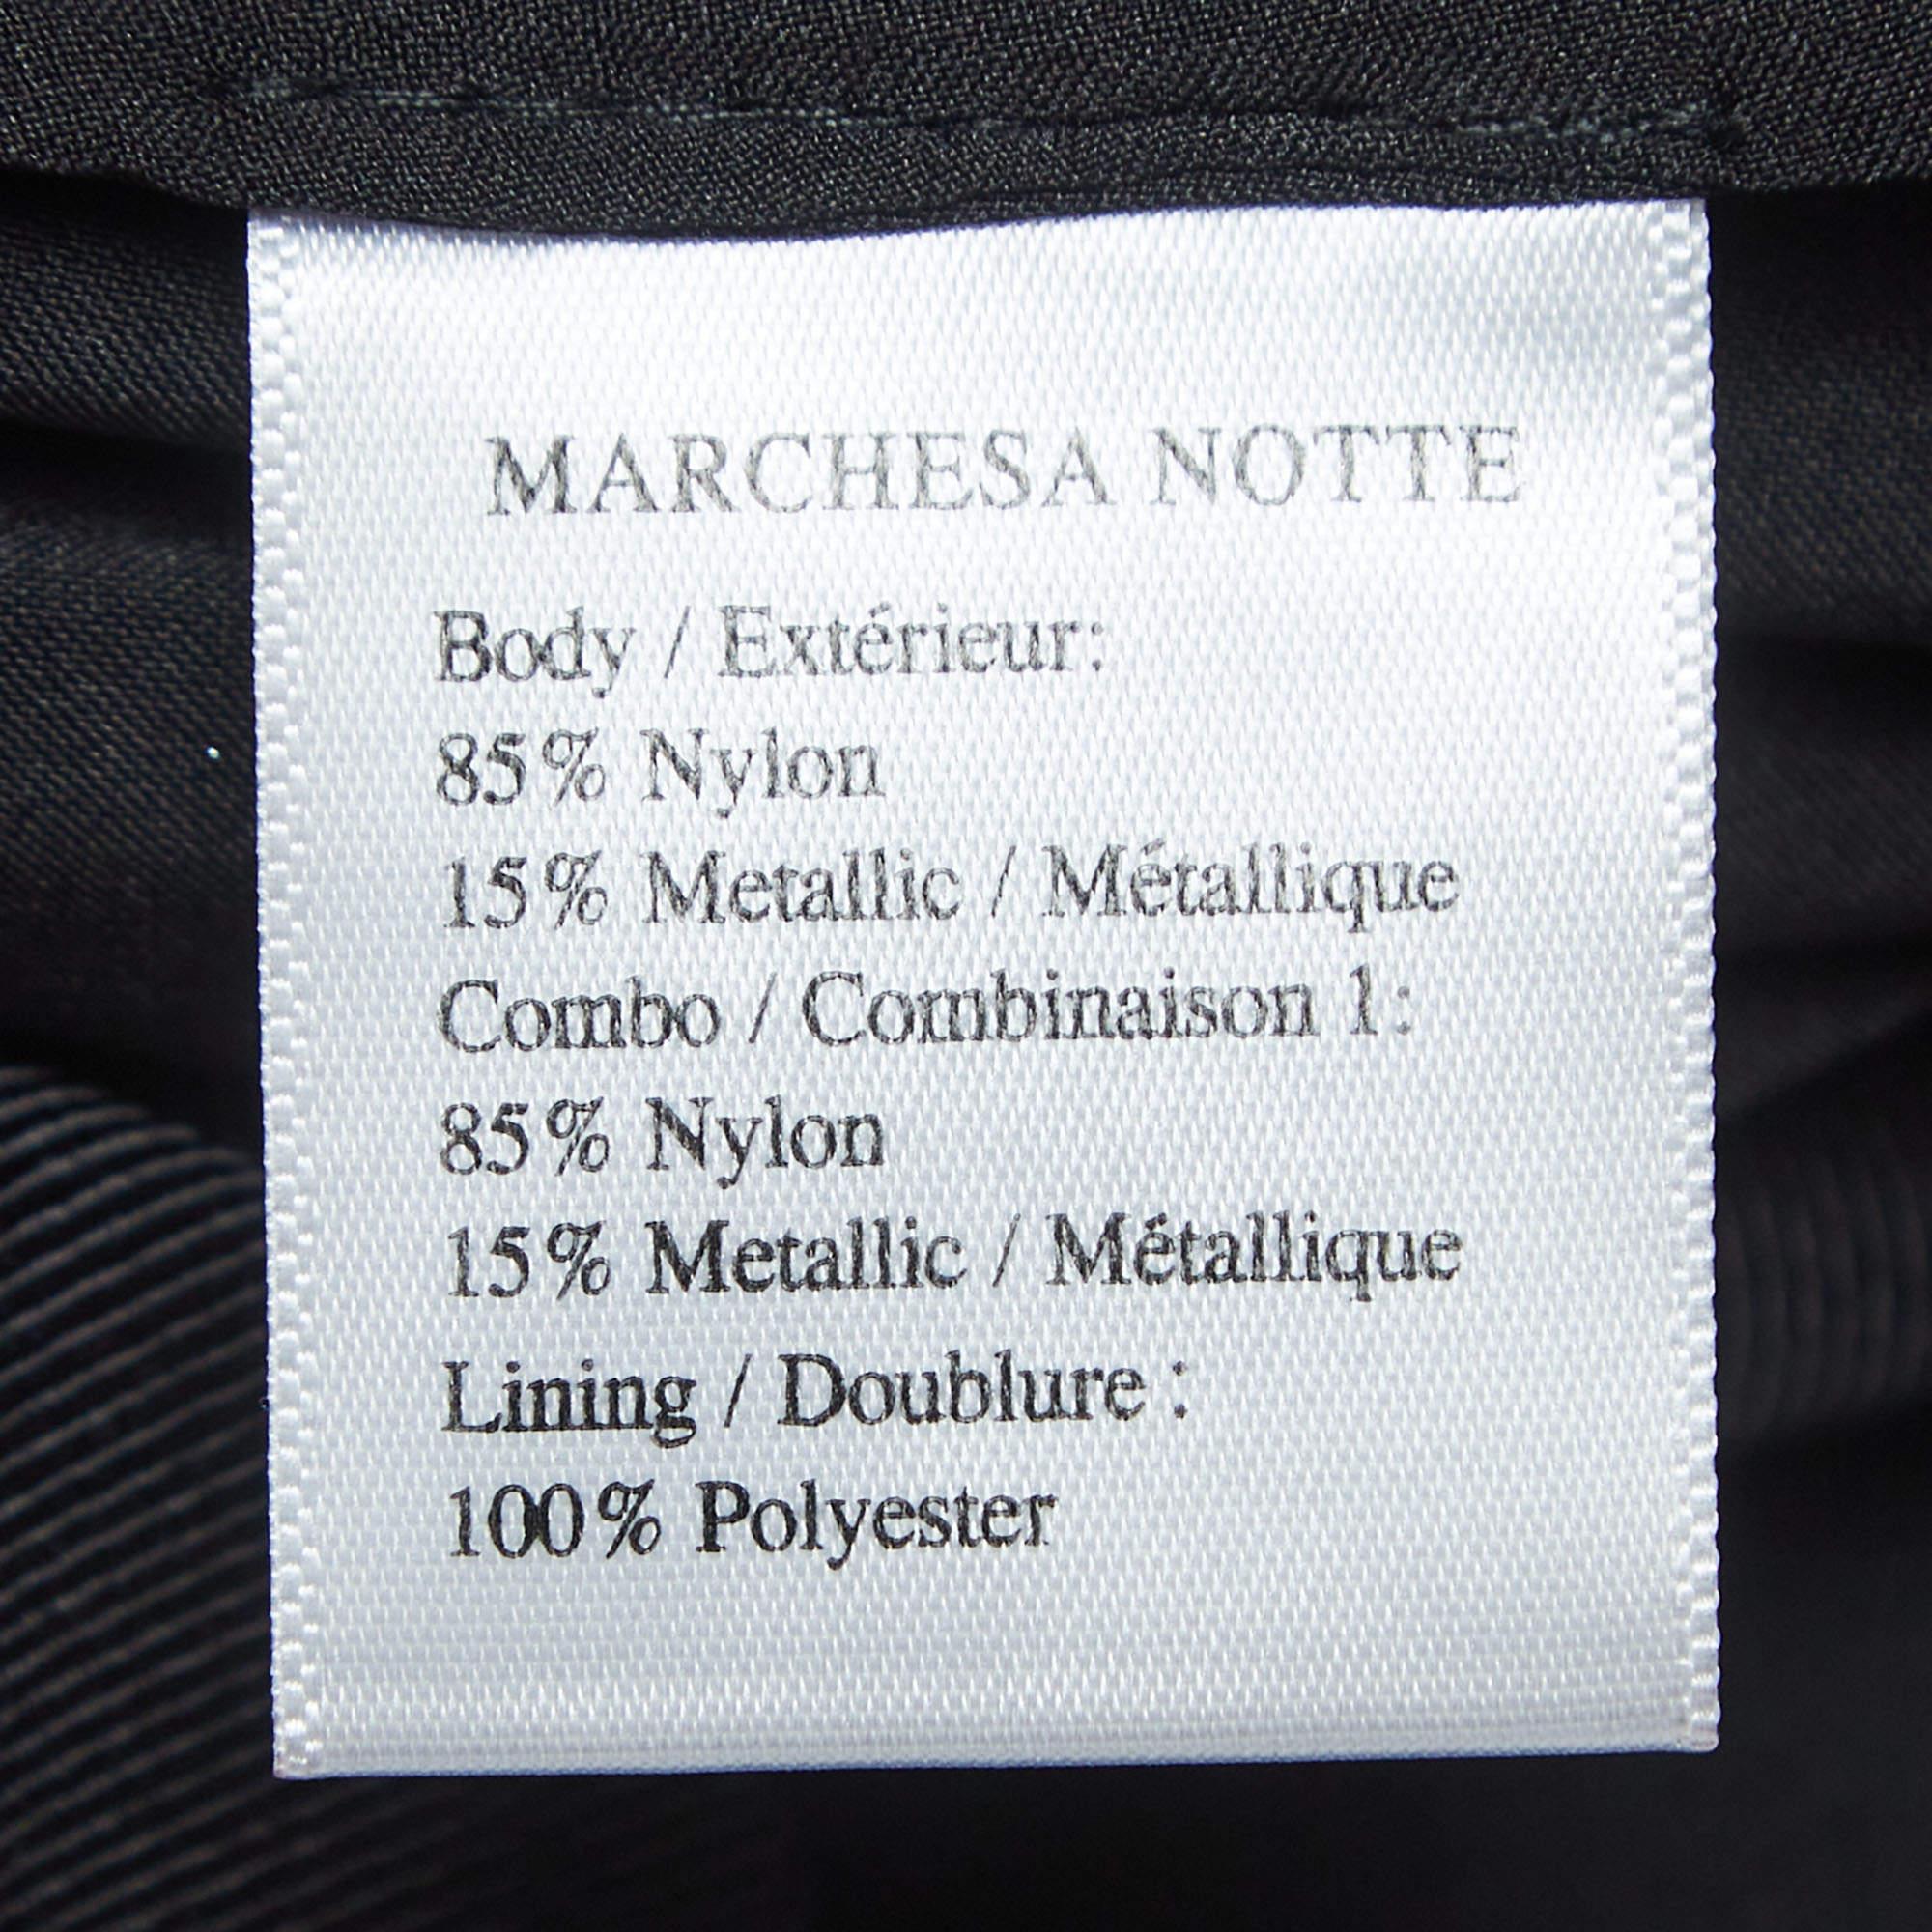 MARCHESA NOTTE
Body / Extérieur:
85% Nylon
15% Metallic / Métallique
Combo / Combinaison 1:
85% Nylon
15% Metallic / Métallique
Lining / Doublure :
100% Polyester